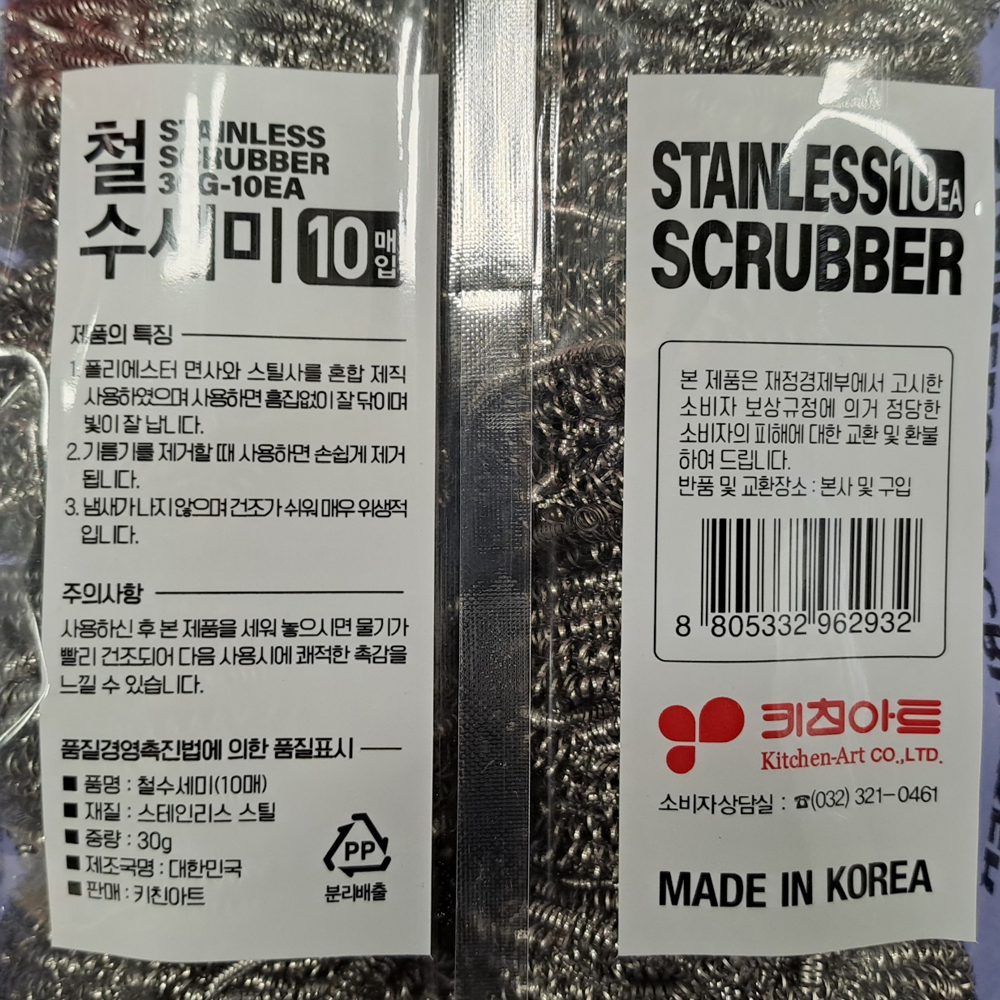 철
STAINLESS
SCRUBBER
30G-10EA
수세미 10매입
제품의 특징
1. 폴리에스터 면사와 스틸사를 혼합 제직
사용하였으며 사용하면 흠집없이 잘 닦이며
빛이 잘 납니다.
2. 기름기를 제거할 때 사용하면 손쉽게 제거
됩니다.
3. 냄새가 나지 않으며 건조가 쉬워 매우 위생적
입니다.
주의사항
사용하신 후 본 제품을 세워 놓으시면 물기가
빨리 건조되어 다음 사용시에 쾌적한 촉감을
느낄 수 있습니다.
품질경영촉진법에 의한 품질표시
■ 품명 : 철수세미(10매)
■ 재질 : 스테인리스 스틸
■ 중량 : 30g
■ 제조국명 : 대한민국
■ 판매 : 키친아트
PP
분리배출
STAINLESS 10EA
SCRUBBER
본 제품은 재정경제부에서 고시한
소비자 보상규정에 의거 정당한
소비자의 피해에 대한 교환 및 환불
하여 드립니다.
반품 및 교환장소 : 본사 및 구입
8 805332 962932
키친아트
Kitchen-Art CO.,LTD.
소비자상담실 : ☎(032) 321-0461
MADE IN KOREA